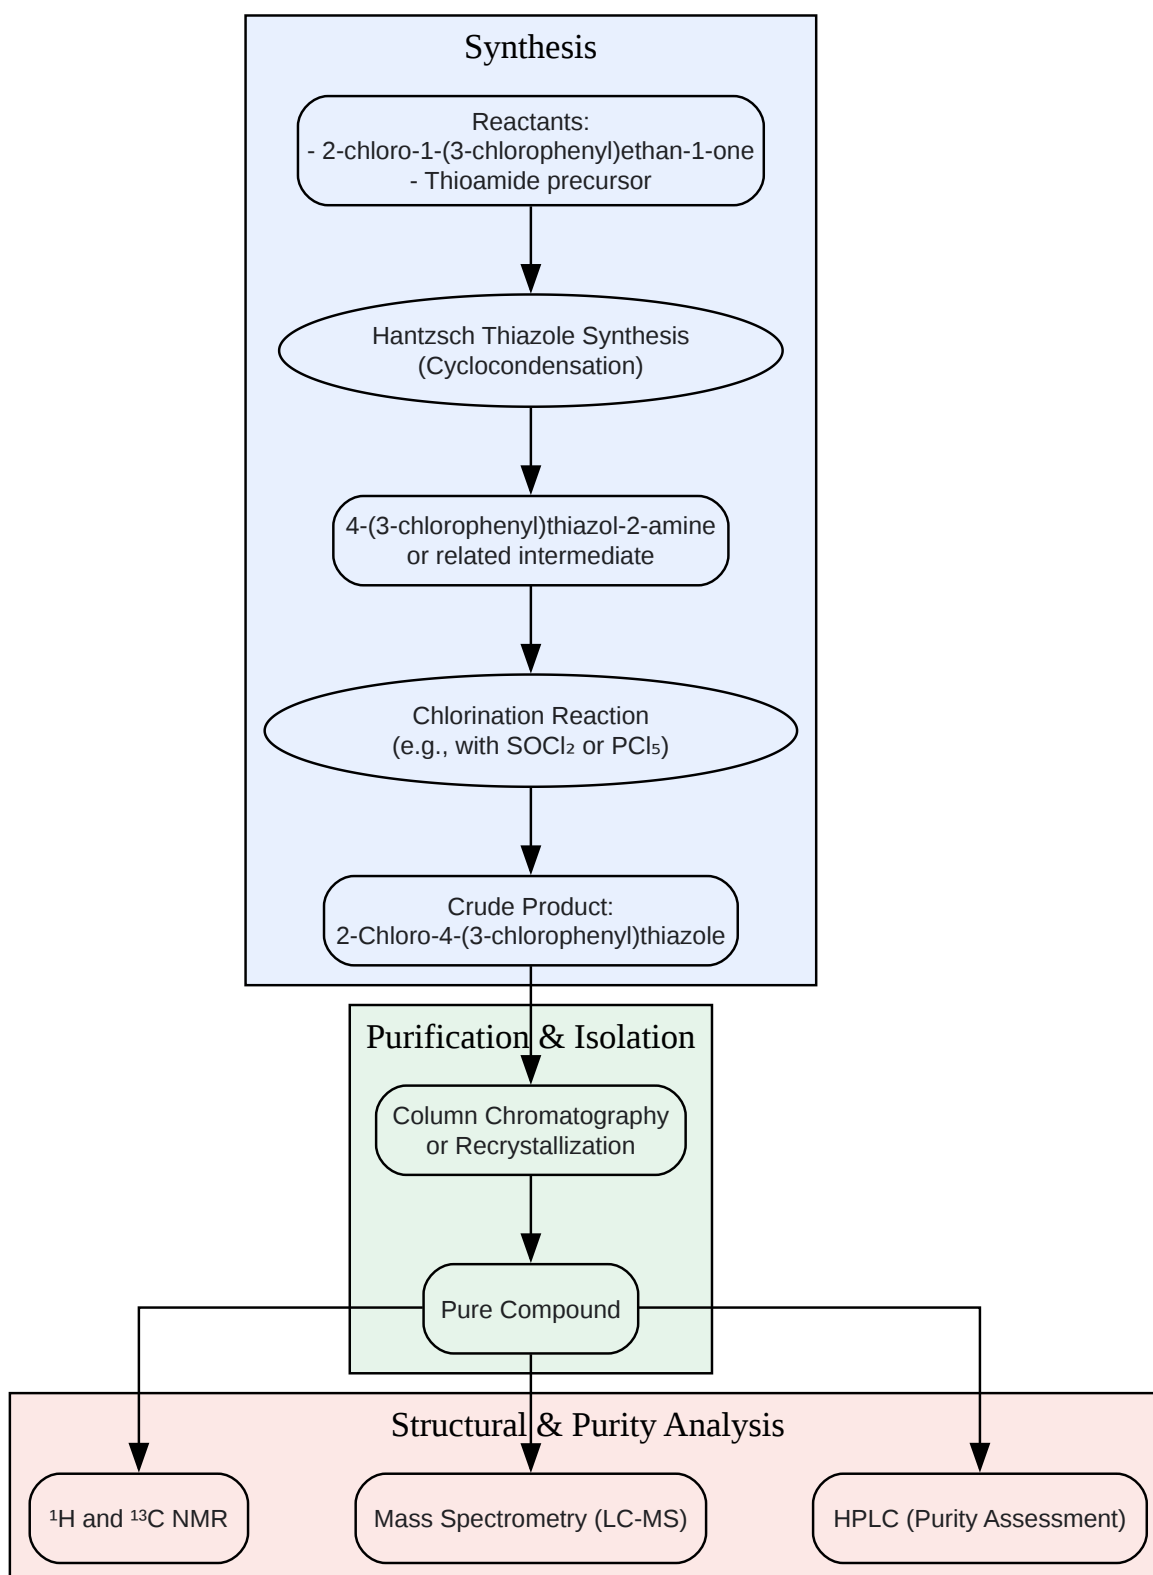 Synthesis
Reactants:
- 2-chloro-1-(3-chlorophenyl)ethan-1-one
- Thioamide precursor
Hantzsch Thiazole Synthesis
(Cyclocondensation)
4-(3-chlorophenyl)thiazol-2-amine
or related intermediate
Chlorination Reaction
(e.g., with SOCl₂ or PCl₅)
Crude Product:
2-Chloro-4-(3-chlorophenyl)thiazole
Purification & Isolation
Column Chromatography
or Recrystallization
Pure Compound
Structural & Purity Analysis
¹H and ¹³C NMR
Mass Spectrometry (LC-MS)
HPLC (Purity Assessment)